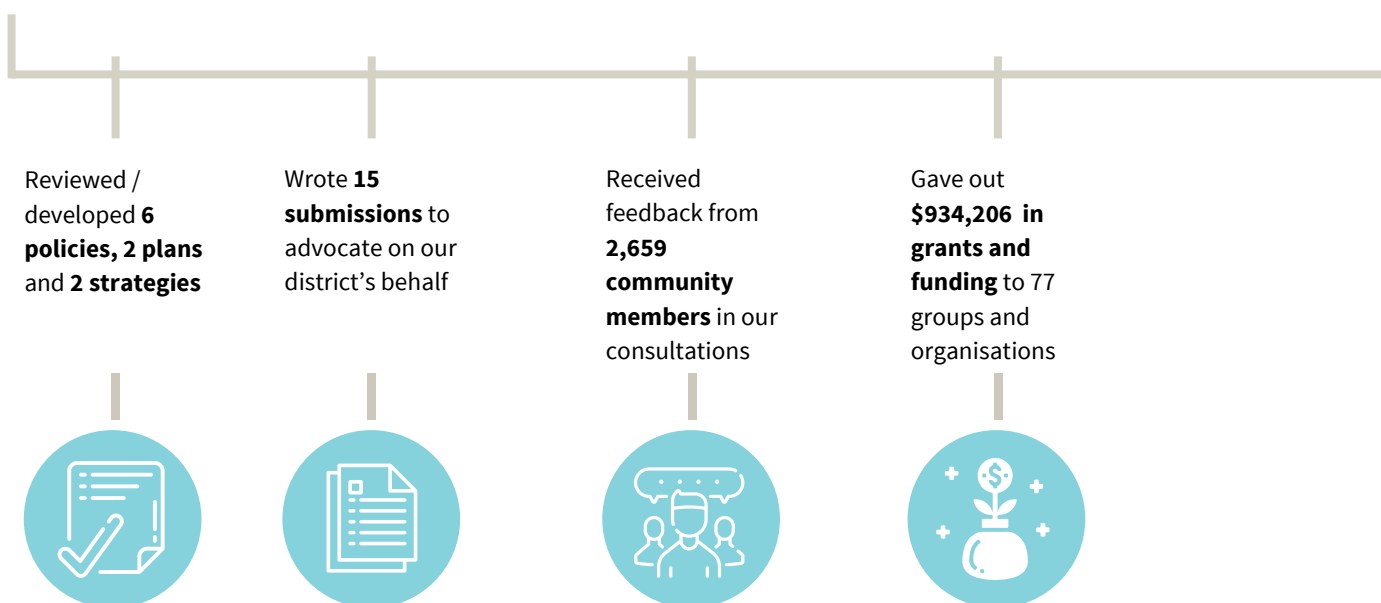 Reviewed /
developed 6
policies, 2 plans
and 2 strategies
Wrote 15
submissions to
advocate on our
district’s behalf
Received
feedback from
2,659
community
members in our
consultations
Gave out
$934,206 in
grants and
funding to 77
groups and
organisations